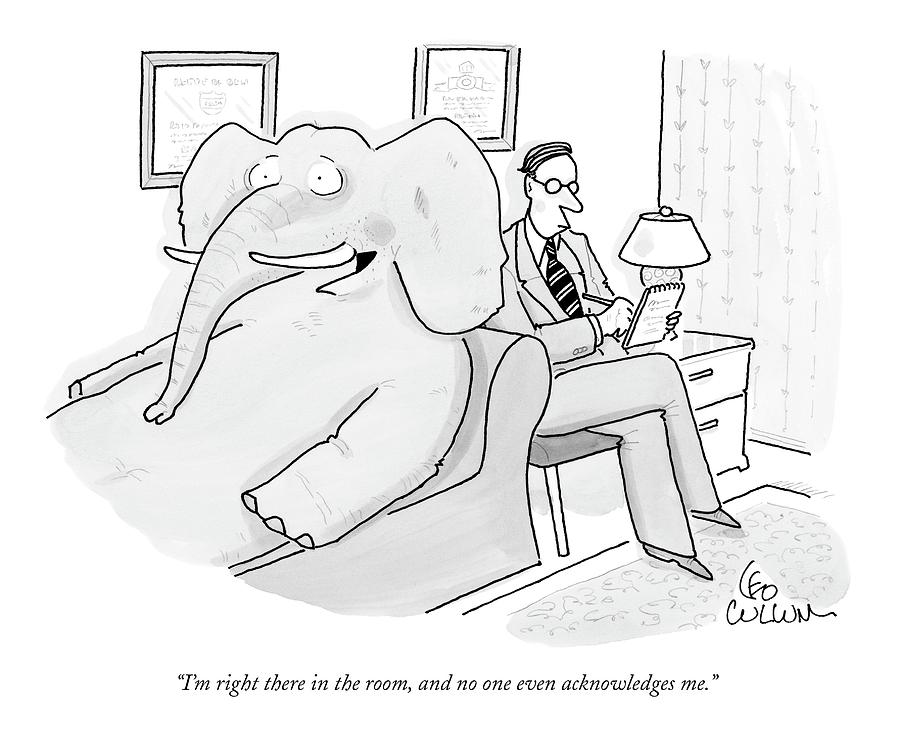 LEO
CULLUM
“I’m right there in the room, and no one even acknowledges me.”